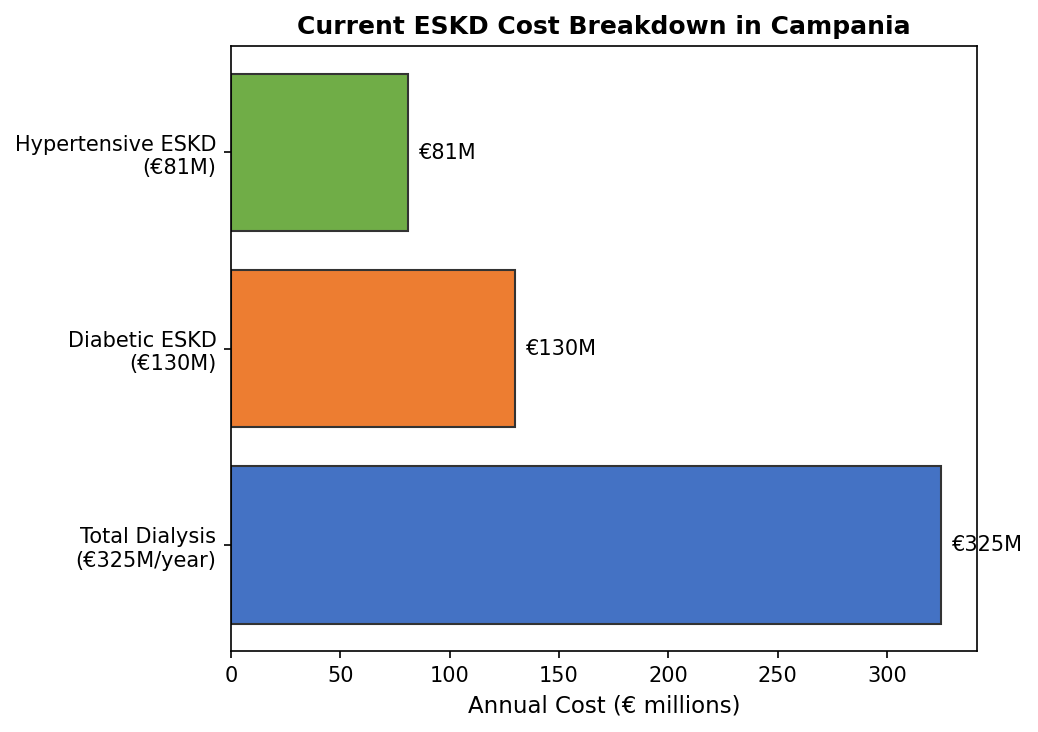 Current ESKD Cost Breakdown in Campania
Hypertensive ESKD
(€81M)
€81M
Diabetic ESKD
(€130M)
€130M
Total Dialysis
(€325M/year)
€325M
0 50 100 150 200 250 300
Annual Cost (€ millions)